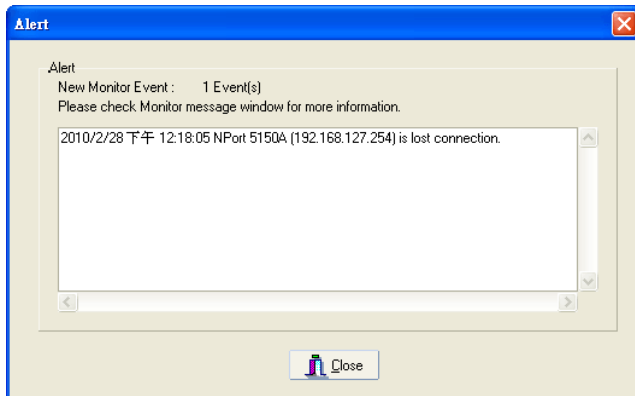 Alert
Alert
New Monitor Event : 1 Event(s)
Please check Monitor message window for more information.
2010/2/28 下午 12:18:05 NPort 5150A (192.168.127.254) is lost connection.
Close